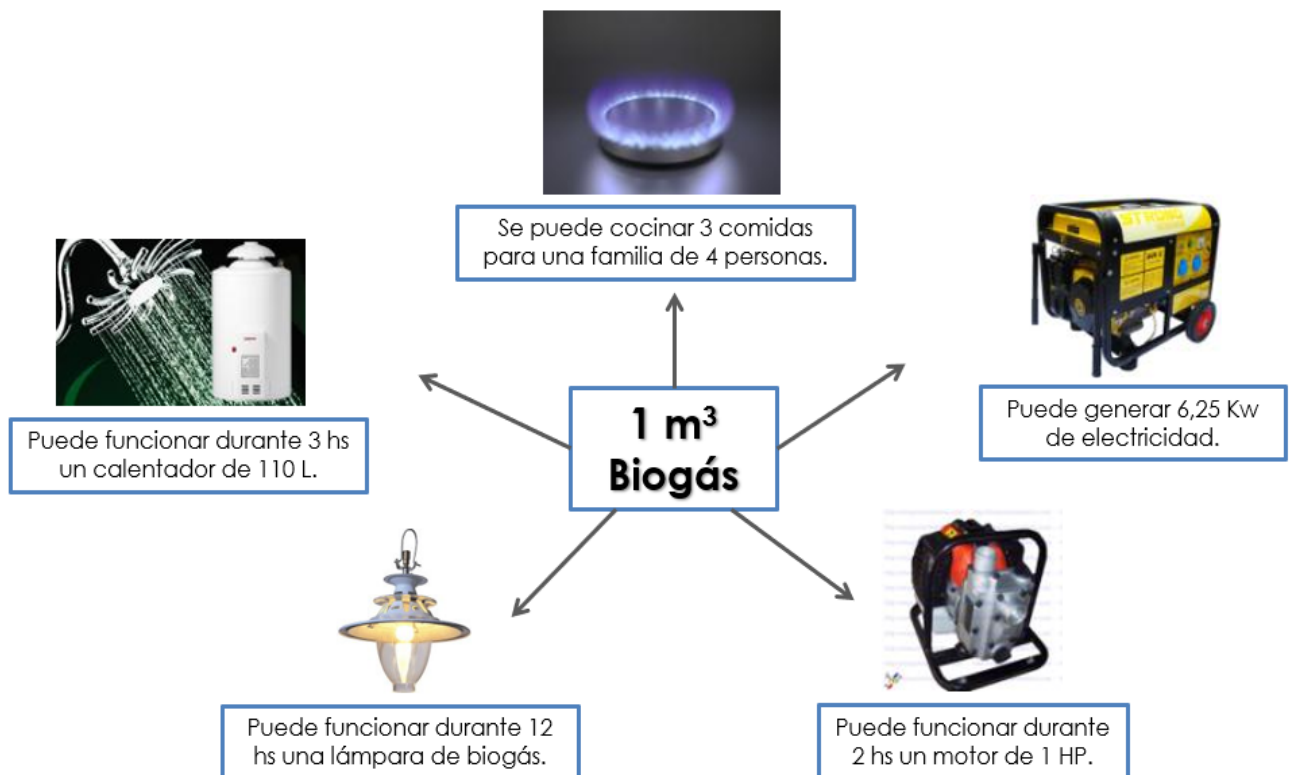 Se puede cocinar 3 comidas
para una familia de 4 personas.
STRONG
Puede funcionar durante 3 hs
un calentador de 110 L.
1 m³
Biogás
Puede generar 6,25 Kw
de electricidad.
Puede funcionar durante 12
hs una lámpara de biogás.
Puede funcionar durante
2 hs un motor de 1 HP.